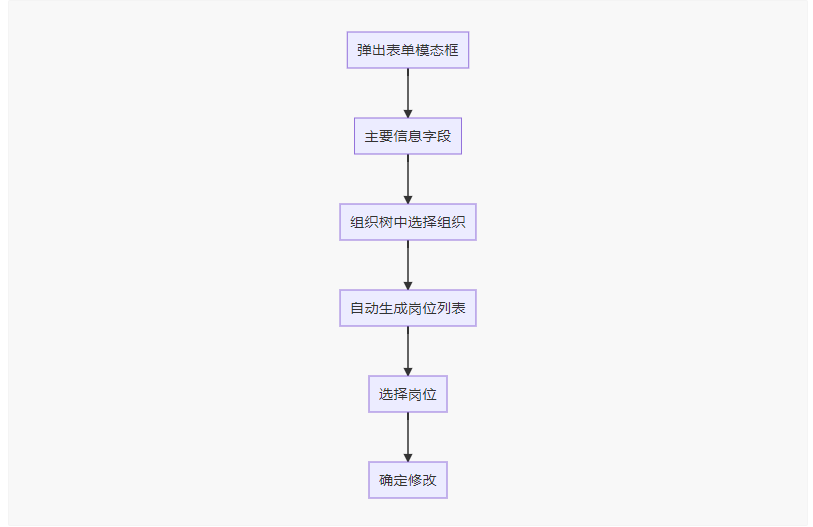 弹出表单模态框
主要信息字段
组织树中选择组织
自动生成岗位列表
选择岗位
确定修改